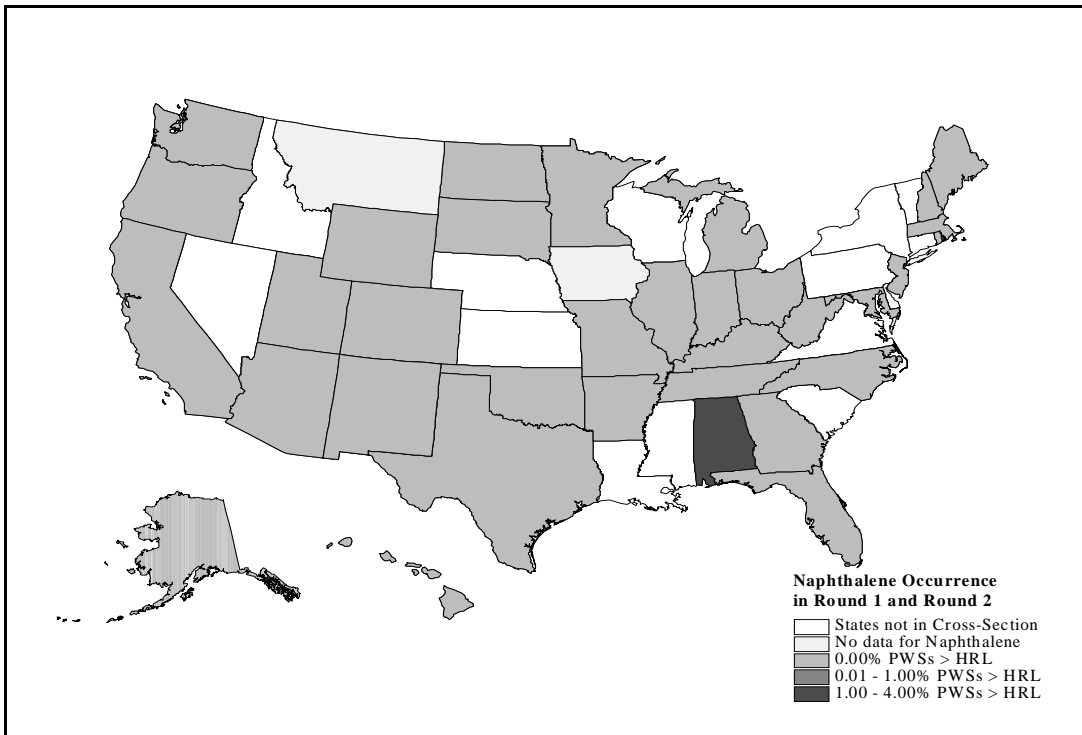 Naphthalene Occurrence
in Round 1 and Round 2
States not in Cross-Section
No data for Naphthalene
0.00% PWSs > HRL
0.01 - 1.00% PWSs > HRL
1.00 - 4.00% PWSs > HRL